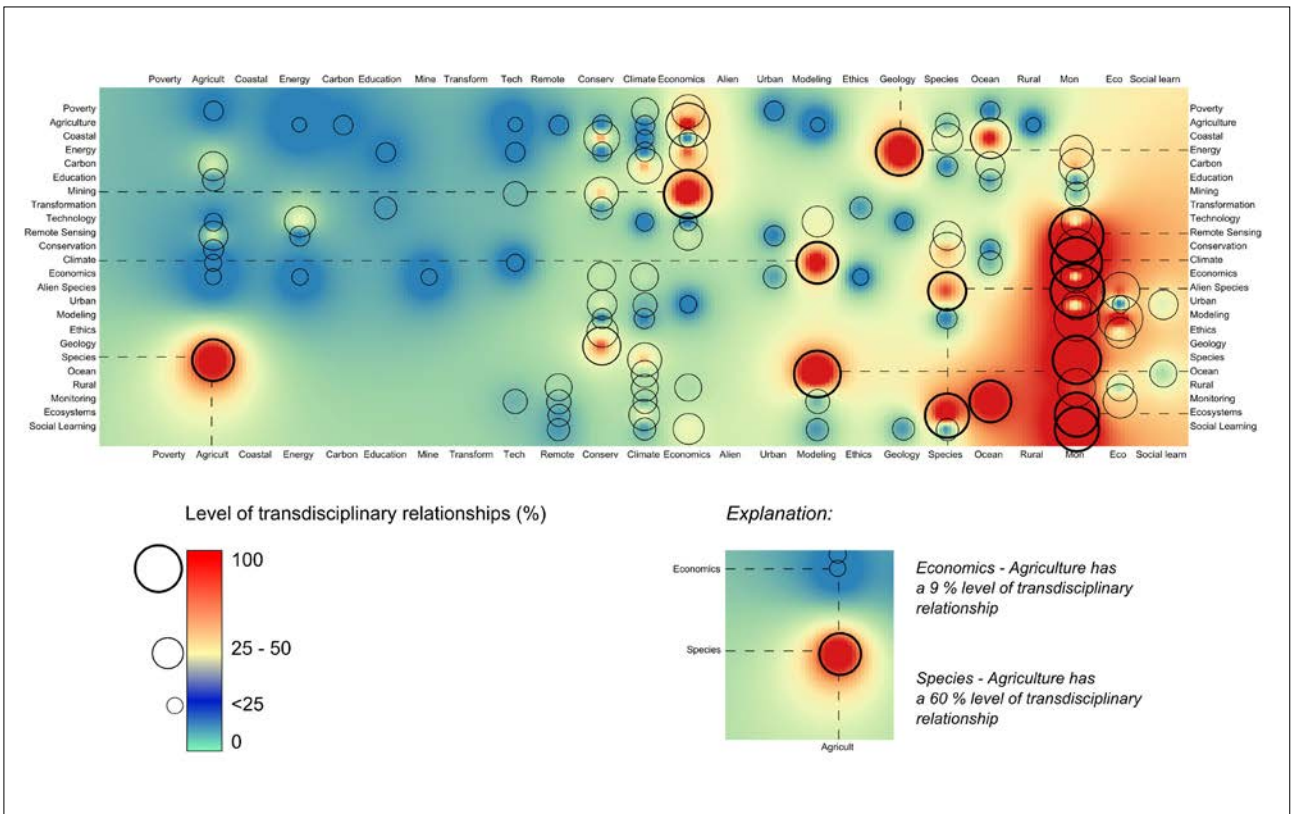 Poverty Agricult Coastal Energy Carbon Education Mine Transform Tech Remote Conserv Climate Economics Alien Urban Modeling Ethics Geology Species Ocean Rural Mon Eco Social learn
Poverty Poverty
Agriculture Agriculture
Coastal Coastal
Energy Energy
Carbon Carbon
Education Education
Mining Mining
Transformation Transformation
Technology Technology
Remote Sensing Remote Sensing
Conservation Conservation
Climate Climate
Economics Economics
Alien Species Alien Species
Urban Urban
Modeling Modeling
Ethics Ethics
Geology Geology
Species Species
Ocean Ocean
Rural Rural
Monitoring Monitoring
Ecosystems Ecosystems
Social Learning Social Learning
Poverty Agricult Coastal Energy Carbon Education Mine Transform Tech Remote Conserv Climate Economics Alien Urban Modeling Ethics Geology Species Ocean Rural Mon Eco Social learn
Level of transdisciplinary relationships (%)
100
25 - 50
<25
0
Explanation:
Economics
Species
Agricult
Economics - Agriculture has
a 9 % level of transdisciplinary
relationship
Species - Agriculture has
a 60 % level of transdisciplinary
relationship